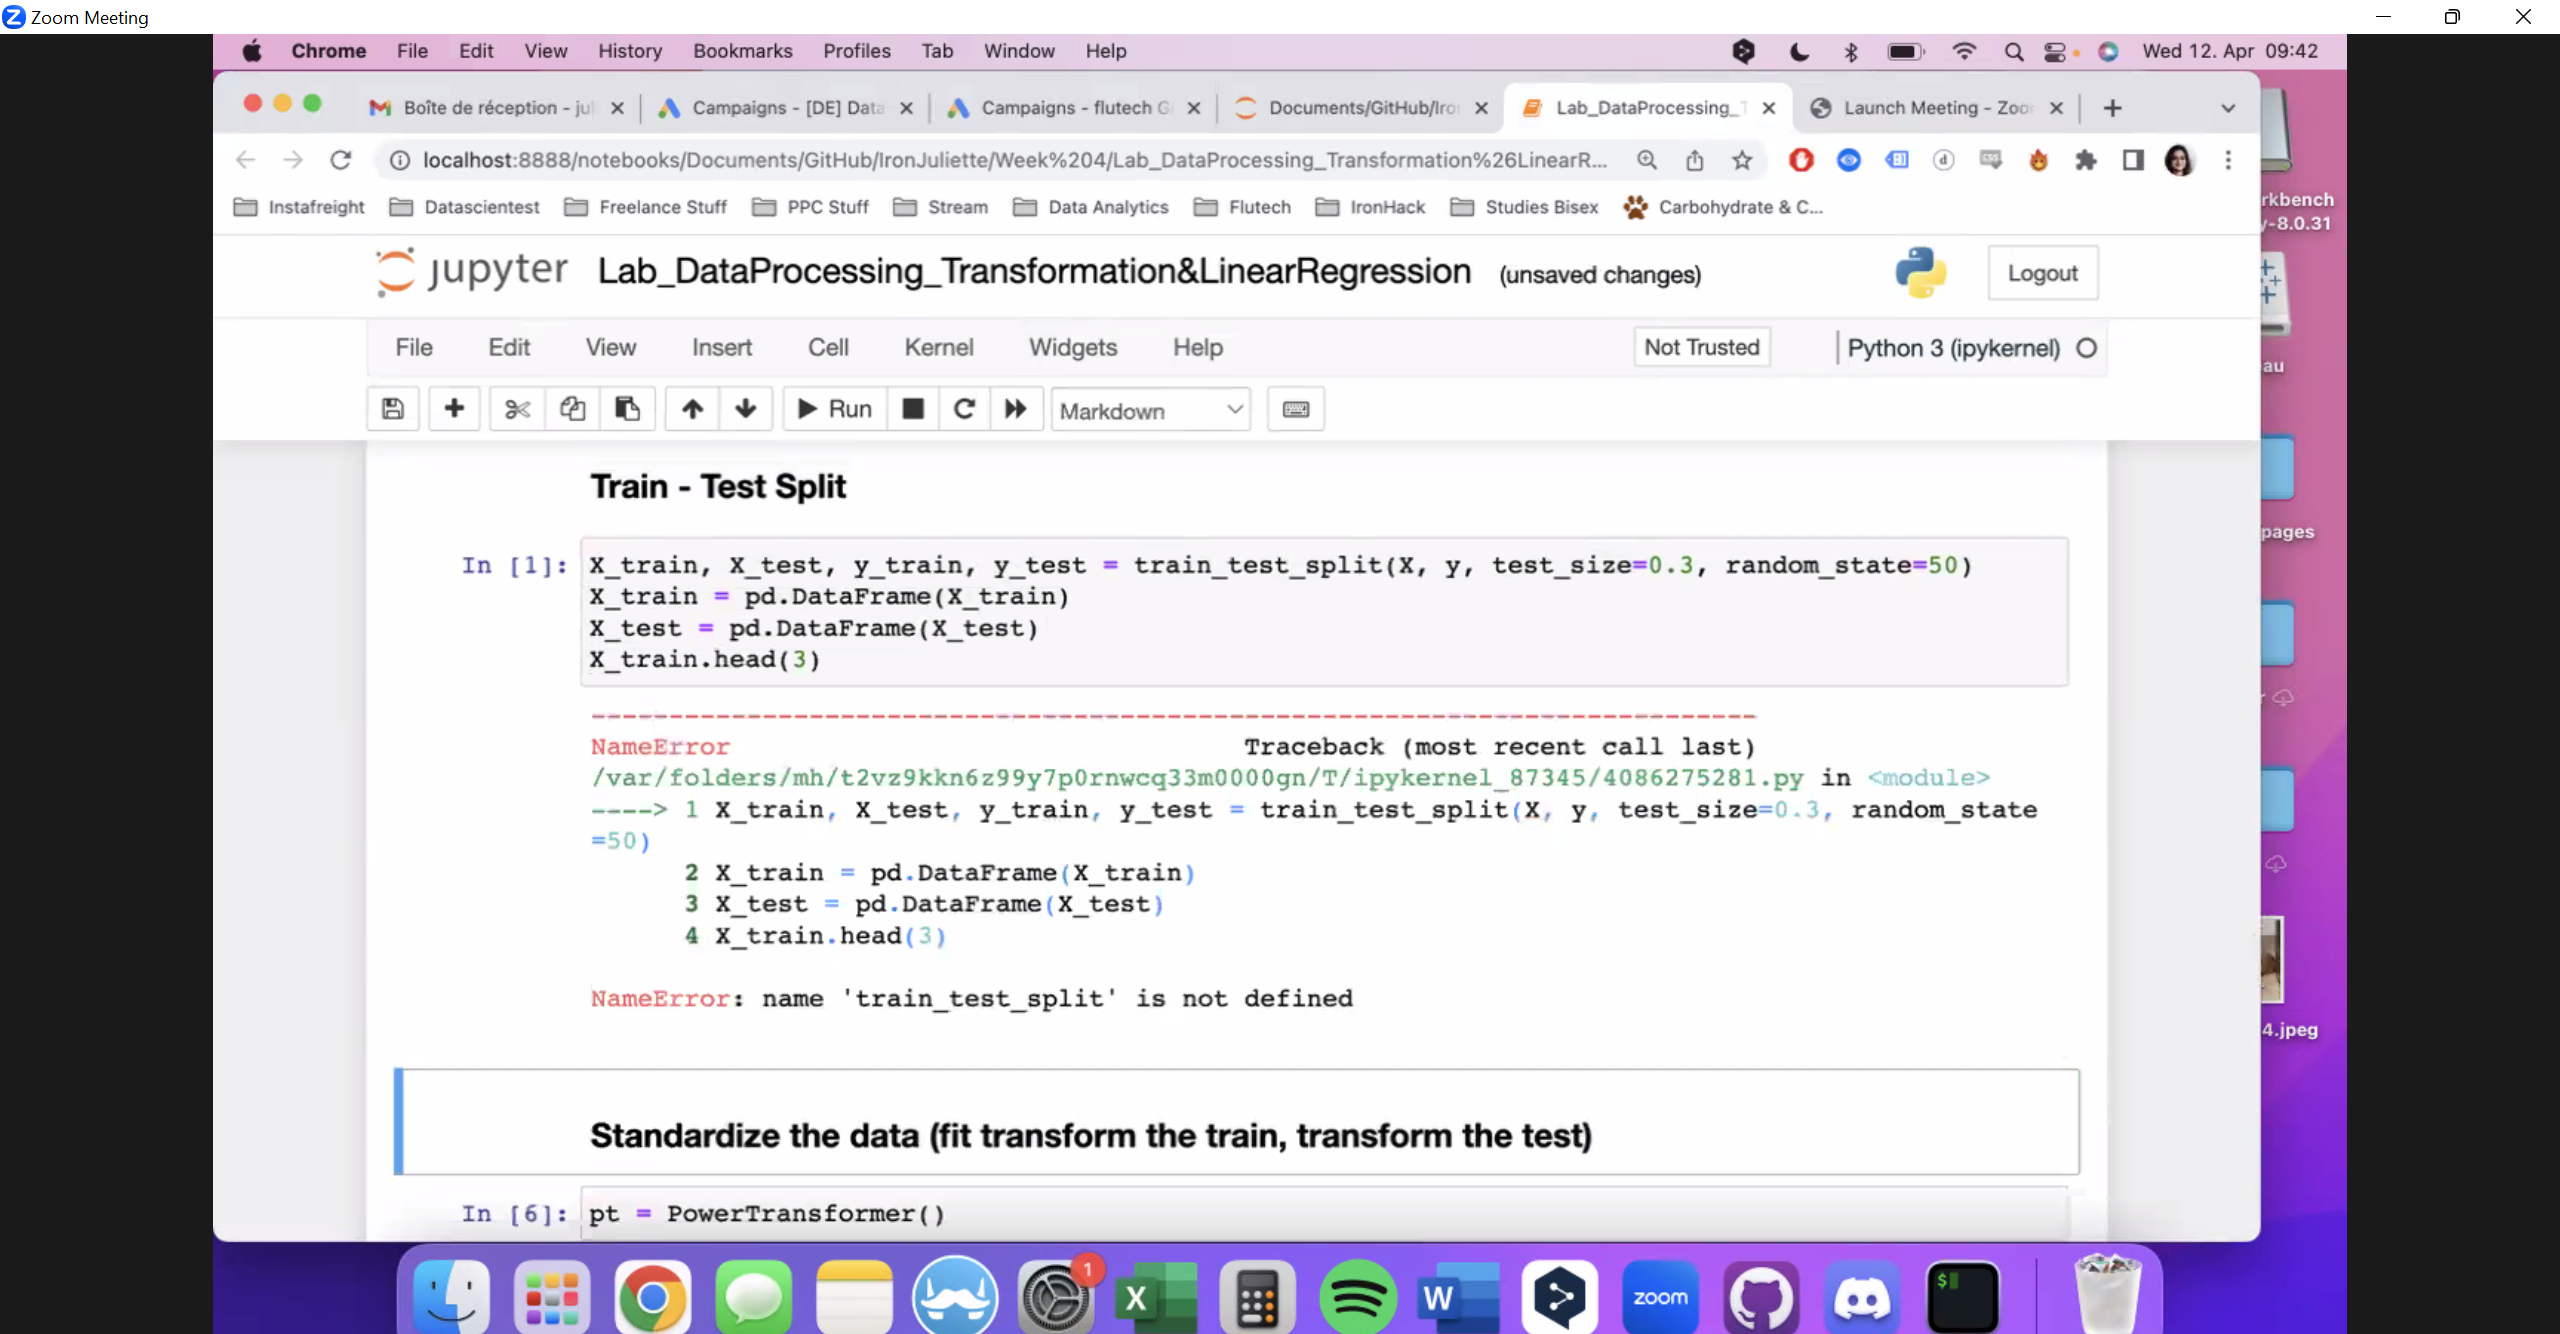 Zoom Meeting
Chrome File Edit View History Bookmarks Profiles Tab Window Help Wed 12. Apr 09:42
Boîte de réception - jul Campaigns - [DE] Data Campaigns - flutech G Documents/GitHub/Iro Lab_DataProcessing_T Launch Meeting - Zoo
localhost:8888/notebooks/Documents/GitHub/IronJuliette/Week%204/Lab_DataProcessing_Transformation%26LinearR...
Instafreight Datascientest Freelance Stuff PPC Stuff Stream Data Analytics Flutech IronHack Studies Bisex Carbohydrate & C...
rkbench
y-8.0.31
jupyter Lab_DataProcessing_Transformation&LinearRegression (unsaved changes) Logout
File Edit View Insert Cell Kernel Widgets Help Not Trusted Python 3 (ipykernel)
au
Run Markdown
Train - Test Split
pages
In [1]: X_train, X_test, y_train, y_test = train_test_split(X, y, test_size=0.3, random_state=50)
X_train = pd.DataFrame(X_train)
X_test = pd.DataFrame(X_test)
X_train.head(3)
---------------------------------------------------------------------------
NameError Traceback (most recent call last)
/var/folders/mh/t2vz9kkn6z99y7p0rnwcq33m0000gn/T/ipykernel_87345/4086275281.py in <module>
----> 1 X_train, X_test, y_train, y_test = train_test_split(X, y, test_size=0.3, random_state
=50)
2 X_train = pd.DataFrame(X_train)
3 X_test = pd.DataFrame(X_test)
4 X_train.head(3)
NameError: name 'train_test_split' is not defined
4.jpeg
Standardize the data (fit transform the train, transform the test)
In [6]: pt = PowerTransformer()
1
zoom